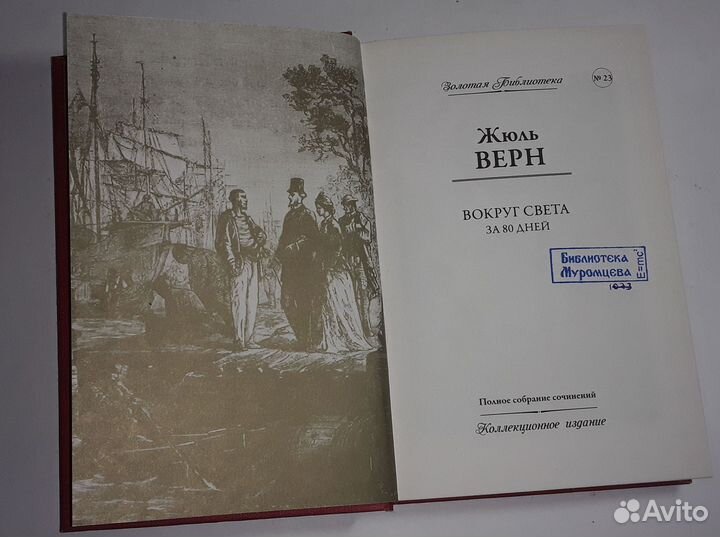 Золотая Библиотека
№ 23
Жюль
ВЕРН
ВОКРУГ СВЕТА
ЗА 80 ДНЕЙ
Библиотека
Муромцева
E=mc²
1023
Полное собрание сочинений
Коллекционное издание
Avito